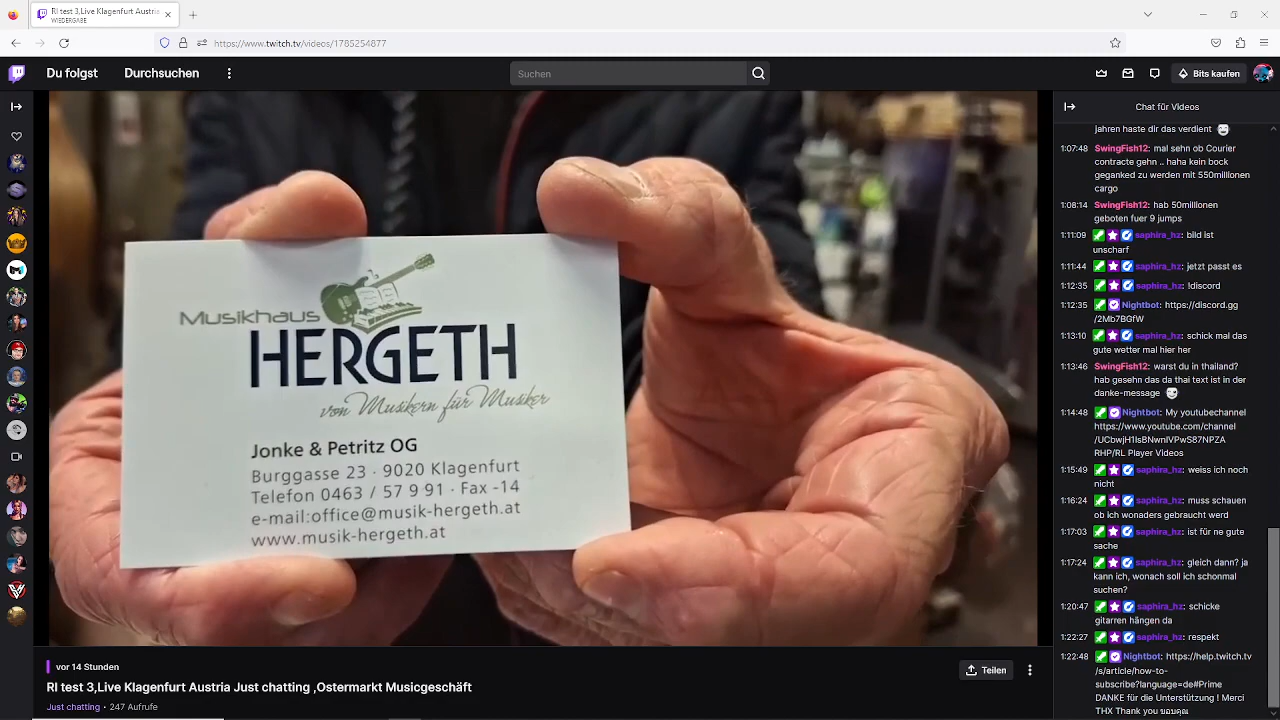 RI test 3,Live Klagenfurt Austria
WIEDERGABE
https://www.twitch.tv/videos/1785254877
Du folgst
Durchsuchen
Suchen
Bits kaufen
Musikhaus
HERGETH
von Musikern für Musiker
Jonke & Petritz OG
Burggasse 23 · 9020 Klagenfurt
Telefon 0463 / 57 9 91 · Fax -14
e-mail:office@musik-hergeth.at
www.musik-hergeth.at
vor 14 Stunden
Teilen
RI test 3,Live Klagenfurt Austria Just chatting ,Ostermarkt Musicgeschäft
Just chatting • 247 Aufrufe
Chat für Videos
Jahren haste dir das verdient
1:07:48 SwingFish12: mal sehn ob Courier
contracte gehn .. haha kein bock
geganked zu werden mit 550millionen
cargo
1:08:14 SwingFish12: hab 50millonen
geboten fuer 9 jumps
1:11:09 saphira_hz: bild ist
unscharf
1:11:44 saphira_hz: jetzt passt es
1:12:35 saphira_hz: !discord
1:12:35 Nightbot: https://discord.gg
/2Mb7BGfW
1:13:10 saphira_hz: schick mal das
gute wetter mal hier her
1:13:46 SwingFish12: warst du in thailand?
hab gesehn das da thai text ist in der
danke-message
1:14:48 Nightbot: My youtubechannel
https://www.youtube.com/channel
/UCowjH1IsBNwnIVPwS87NPZA
RHP/RL Player Videos
1:15:49 saphira_hz: weiss ich noch
nicht
1:16:24 saphira_hz: muss schauen
ob ich wonanders gebraucht werd
1:17:03 saphira_hz: ist für ne gute
sache
1:17:24 saphira_hz: gleich dann? ja
kann ich, wonach soll ich schonmal
suchen?
1:20:47 saphira_hz: schicke
gitarren hängen da
1:22:27 saphira_hz: respekt
1:22:48 Nightbot: https://help.twitch.tv
/s/article/how-to-
subscribe?language=de#Prime
DANKE für die Unterstützung ! Merci
THX Thank you ขอบคุณ